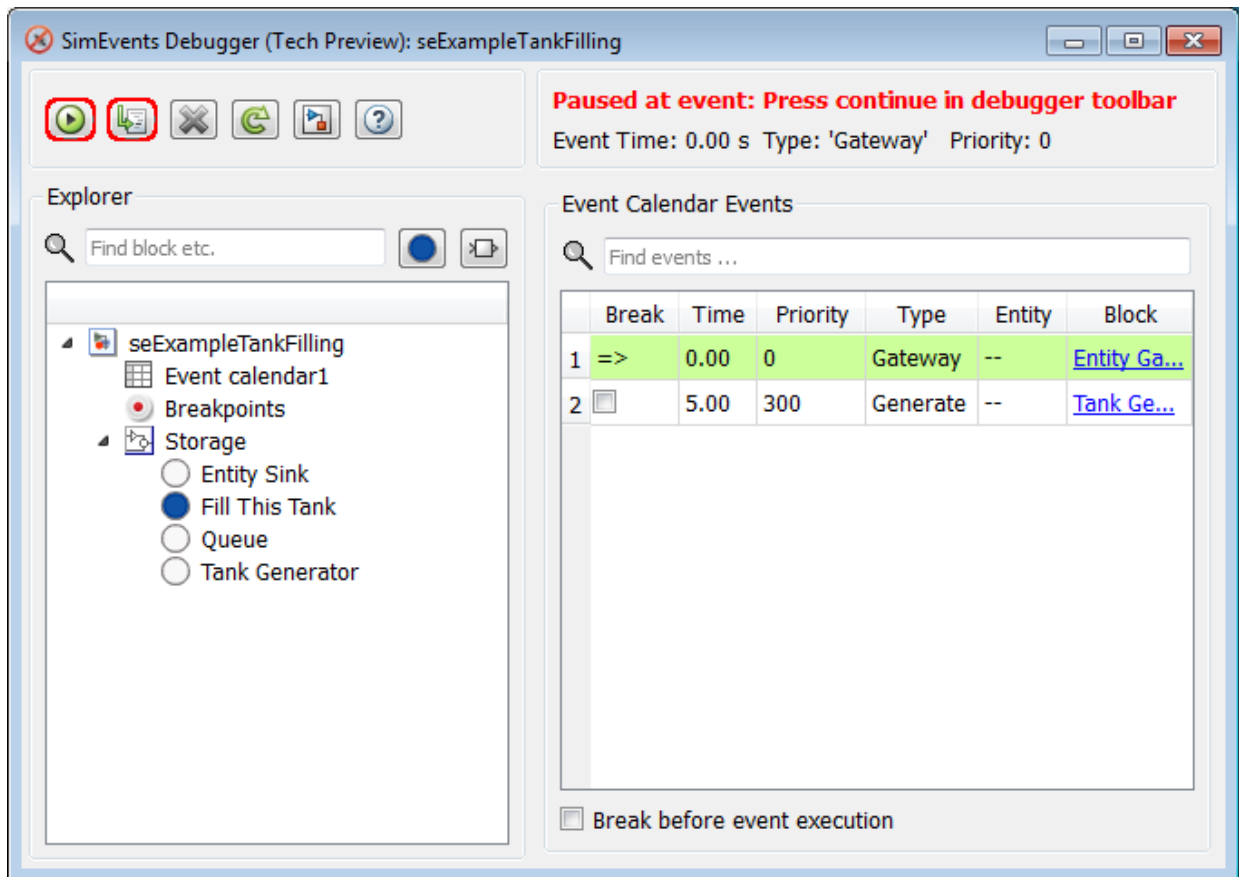 SimEvents Debugger (Tech Preview): seExampleTankFilling
Paused at event: Press continue in debugger toolbar
Event Time: 0.00 s Type: 'Gateway' Priority: 0
Explorer
Find block etc.
seExampleTankFilling
Event calendar1
Breakpoints
Storage
Entity Sink
Fill This Tank
Queue
Tank Generator
Event Calendar Events
Find events ...
Break Time Priority Type Entity Block
1 => 0.00 0 Gateway -- Entity Ga...
2 5.00 300 Generate -- Tank Ge...
Break before event execution